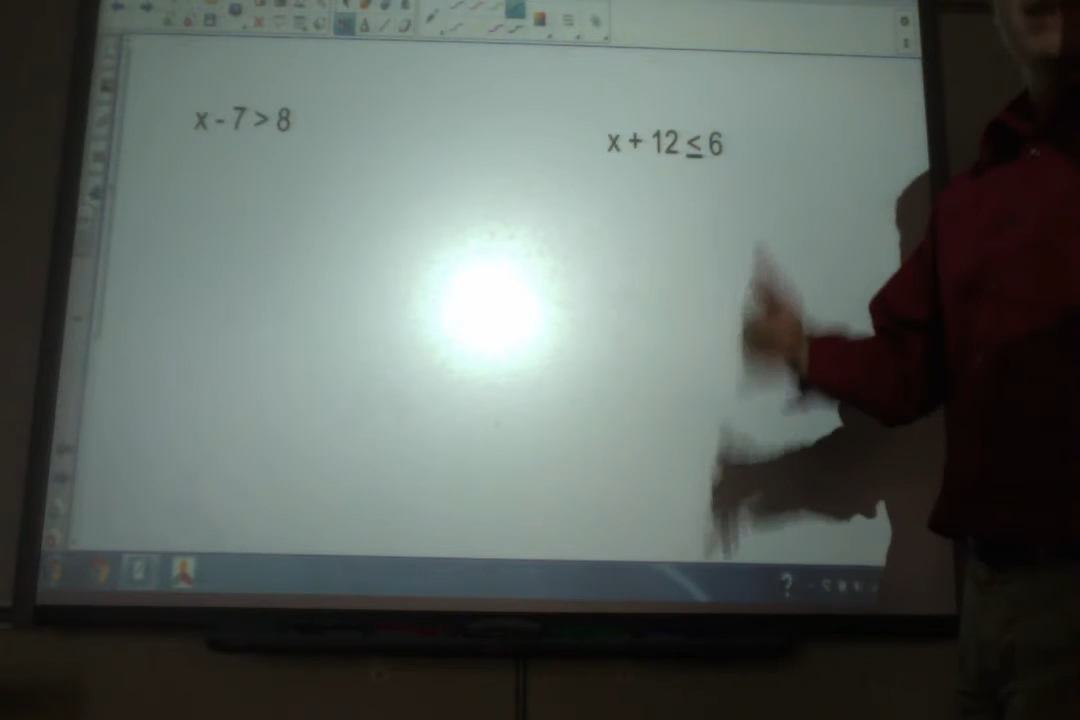 x - 7 > 8
x + 12 ≤ 6
?